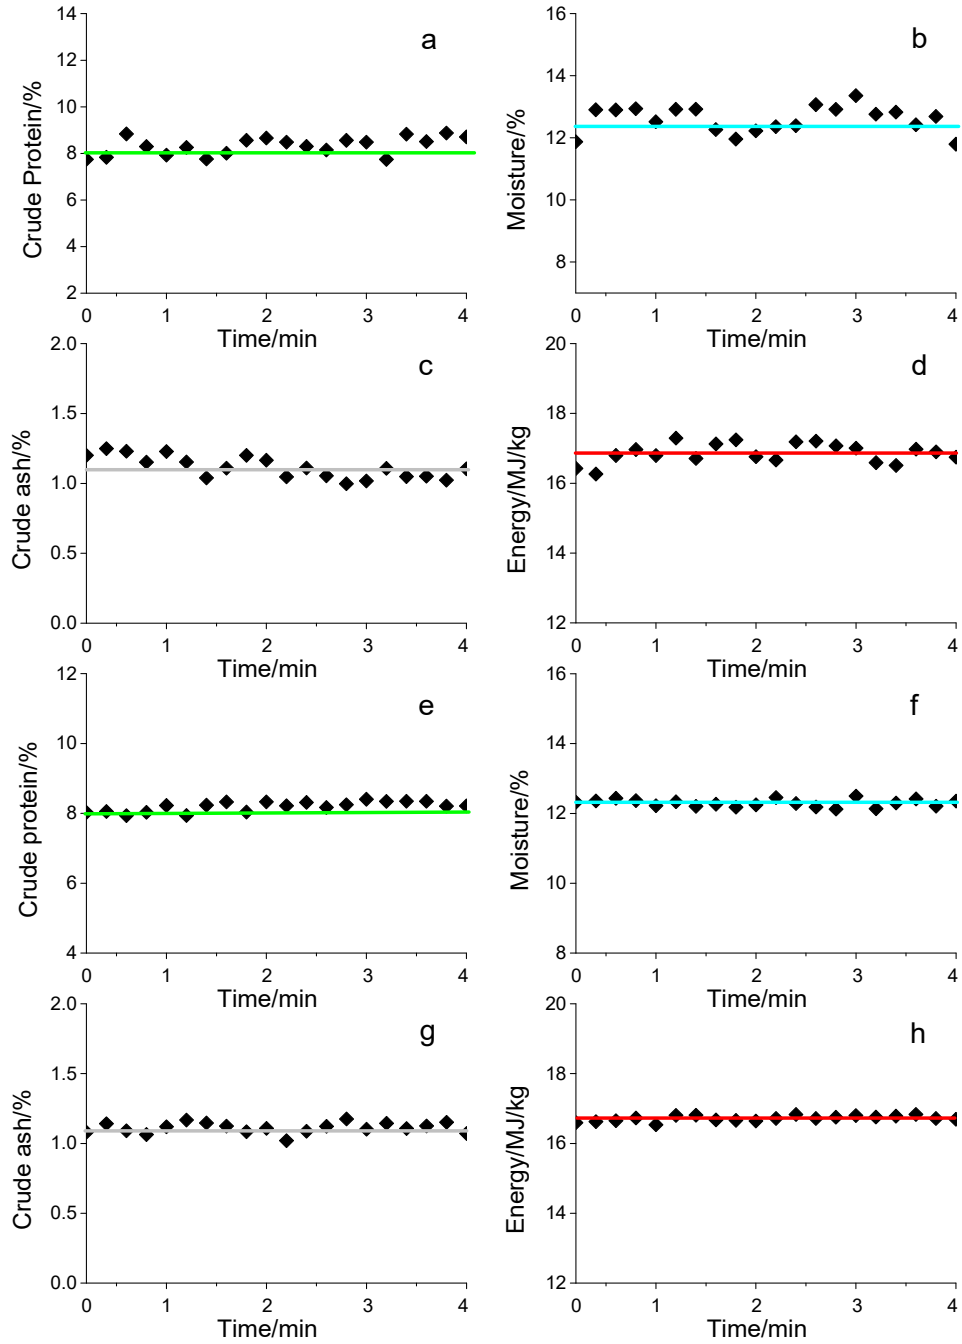 a
Crude Protein/%
14
12
10
8
6
4
2
0 1 2 3 4
Time/min
b
Moisture/%
16
14
12
10
8
0 1 2 3 4
Time/min
c
Crude ash/%
2.0
1.5
1.0
0.5
0.0
0 1 2 3 4
Time/min
d
Energy/MJ/kg
20
18
16
14
12
0 1 2 3 4
Time/min
e
Crude protein/%
12
10
8
6
4
0 1 2 3 4
Time/min
f
Moisture/%
16
14
12
10
8
0 1 2 3 4
Time/min
g
Crude ash/%
2.0
1.5
1.0
0.5
0.0
0 1 2 3 4
Time/min
h
Energy/MJ/kg
20
18
16
14
12
0 1 2 3 4
Time/min